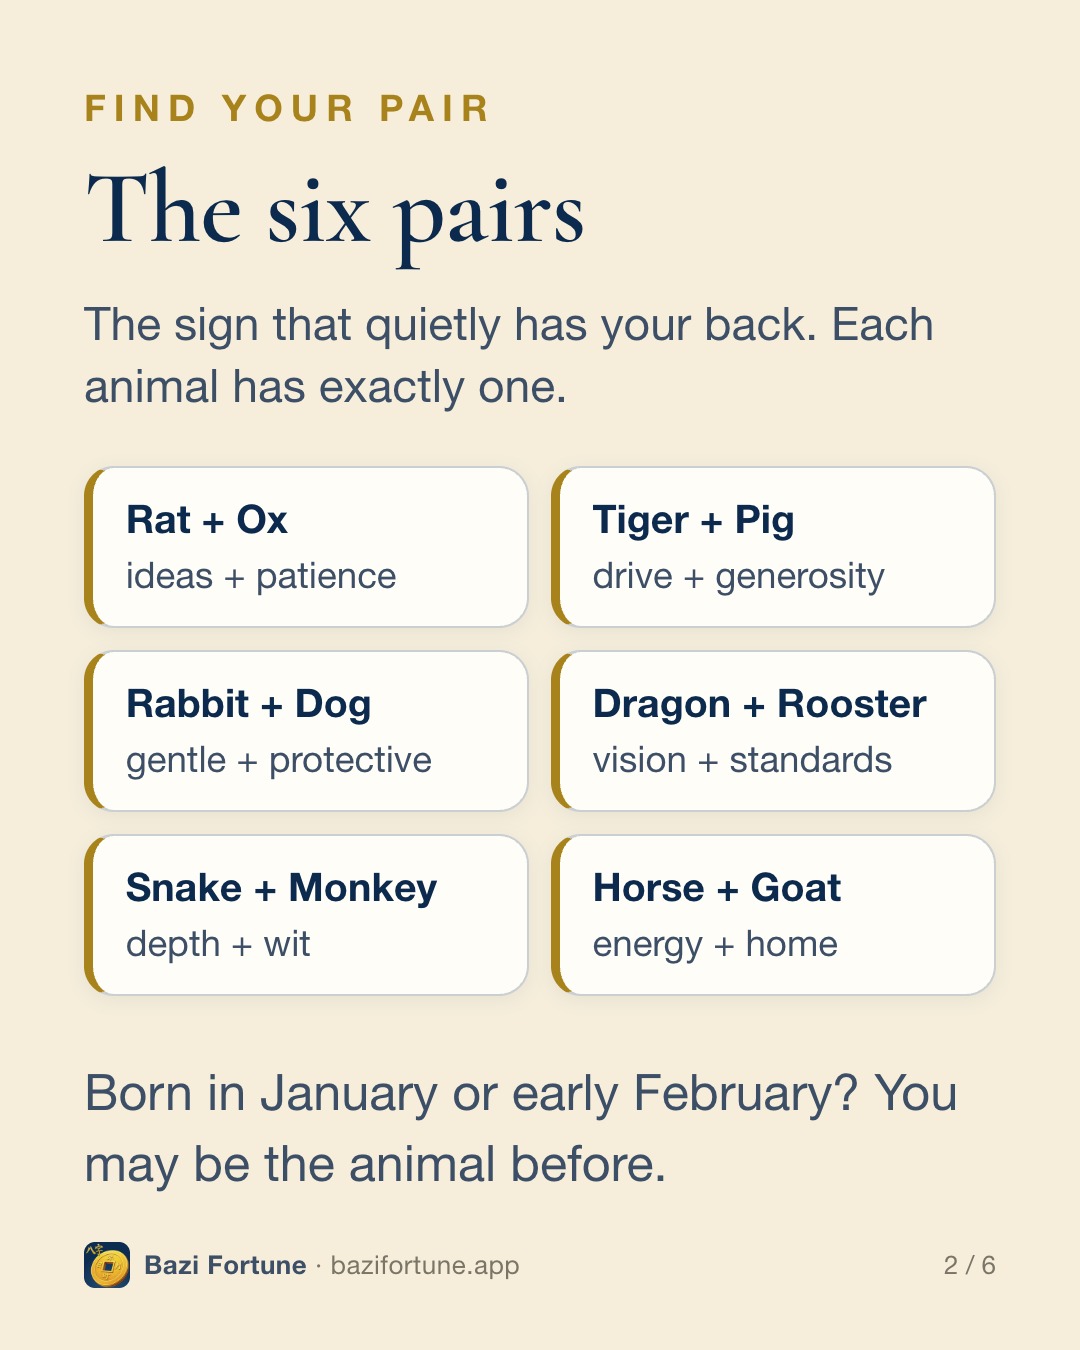 FIND YOUR PAIR
The six pairs
The sign that quietly has your back. Each
animal has exactly one.
Rat + Ox
ideas + patience
Tiger + Pig
drive + generosity
Rabbit + Dog
gentle + protective
Dragon + Rooster
vision + standards
Snake + Monkey
depth + wit
Horse + Goat
energy + home
Born in January or early February? You
may be the animal before.
八字
Bazi Fortune · bazifortune.app
2 / 6